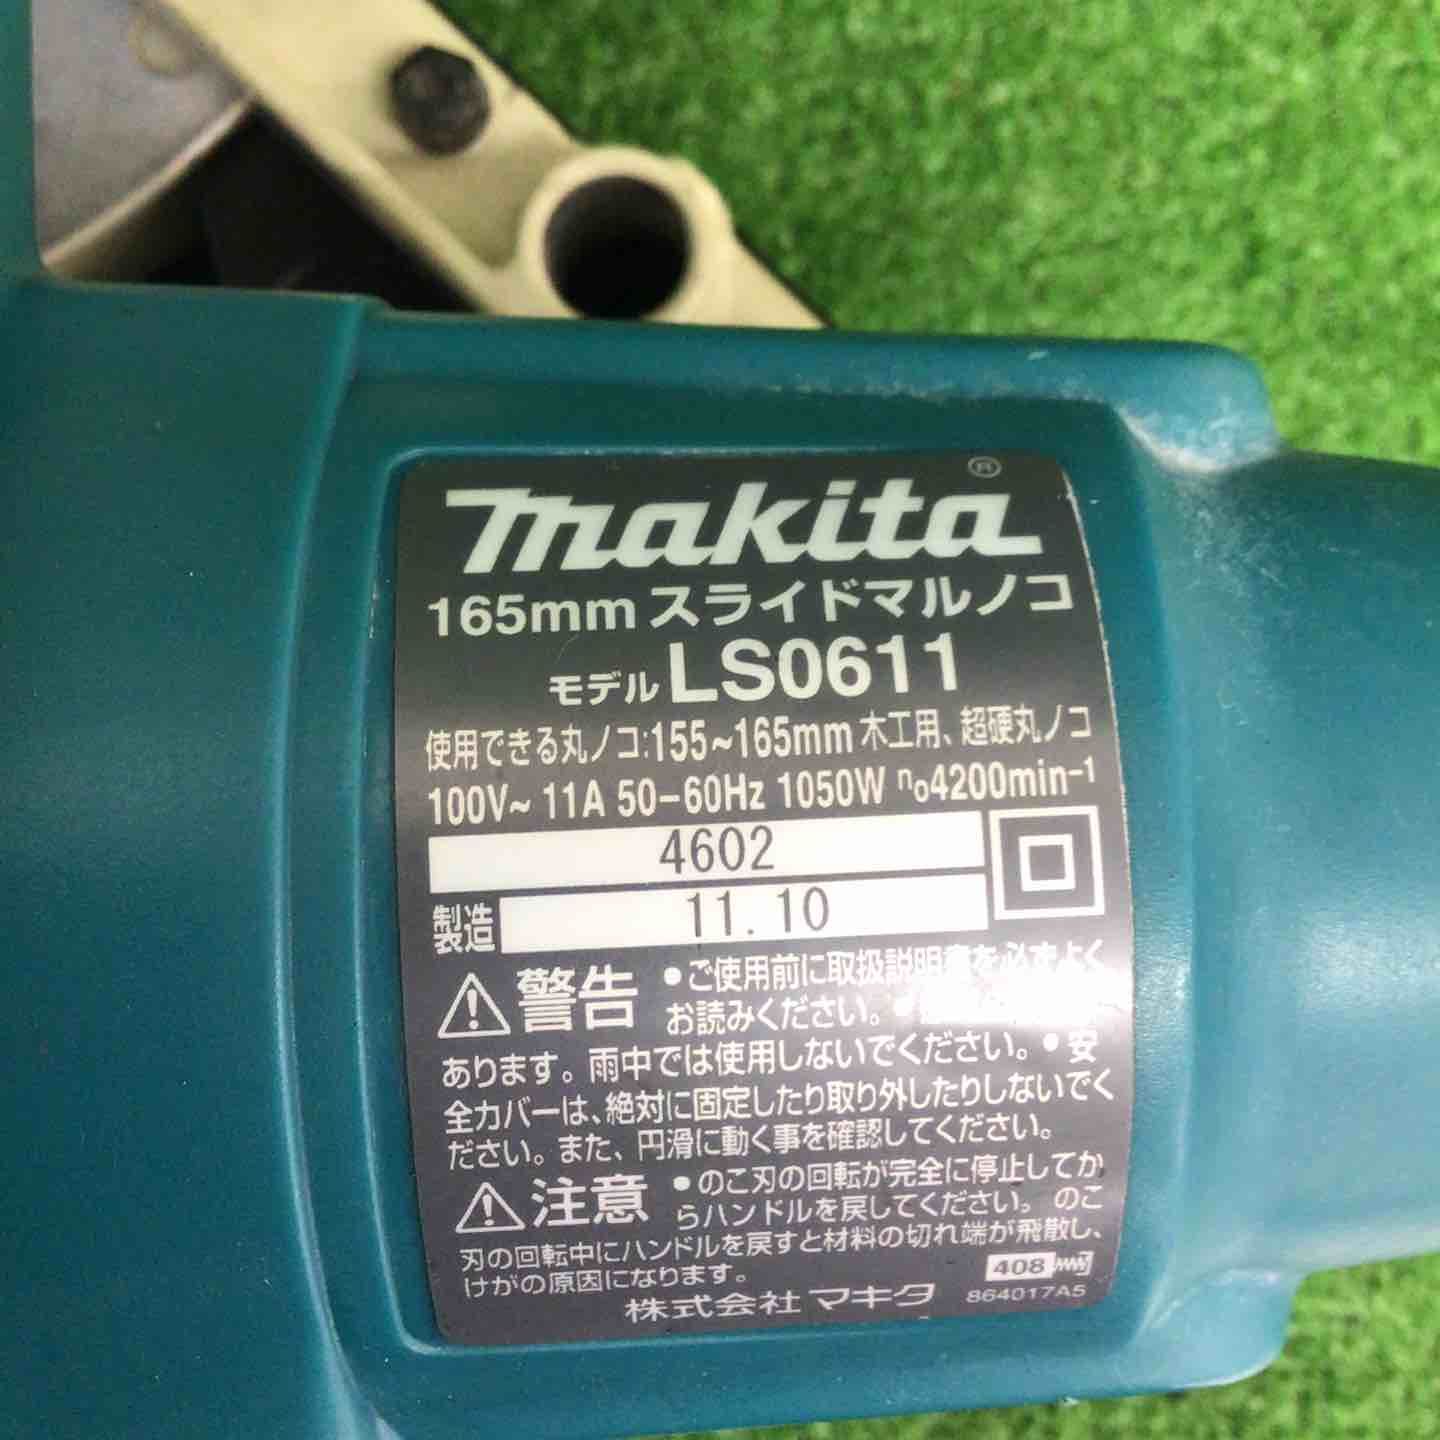 makita®
165mm スライドマルノコ
モデル LS0611
使用できる丸ノコ:155~165mm 木工用、超硬丸ノコ
100V~ 11A 50-60Hz 1050W n₀4200min⁻¹
4602
製造 11.10
警告 •ご使用前に取扱説明書を必ずよく
お読みください。•
あります。雨中では使用しないでください。•安
全カバーは、絶対に固定したり取り外したりしないでく
ださい。また、円滑に動く事を確認してください。
注意 •のこ刃の回転が完全に停止してか
らハンドルを戻してください。のこ
刃の回転中にハンドルを戻すと材料の切れ端が飛散し、
けがの原因になります。
408
株式会社マキタ 864017A5